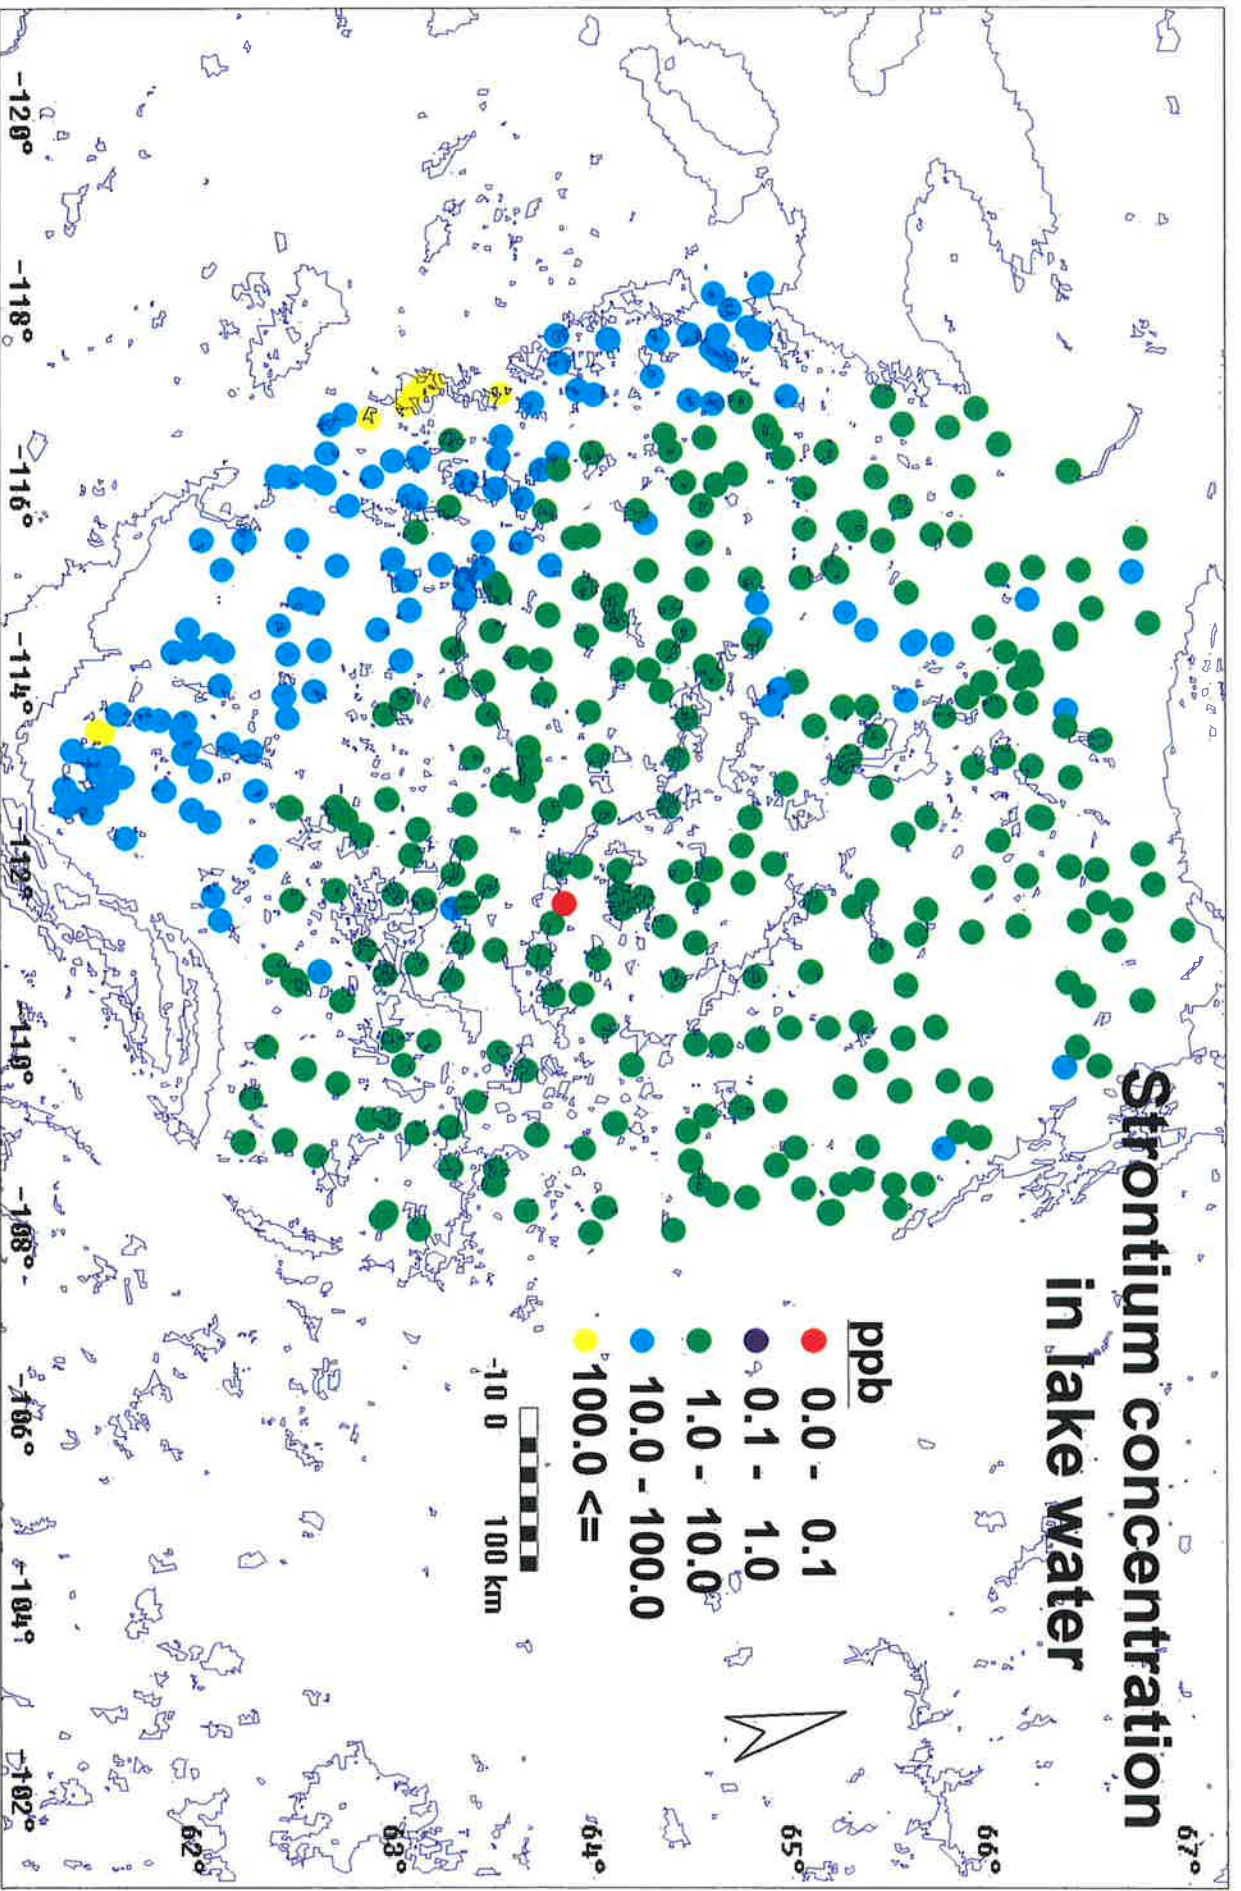 Strontium concentration
in lake water
ppb
0.0 - 0.1
0.1 - 1.0
1.0 - 10.0
10.0 - 100.0
100.0 <=
-10 0 100 km
67°
66°
65°
64°
63°
62°
-120°
-118°
-116°
-114°
-112°
-110°
-108°
-106°
-104°
-102°